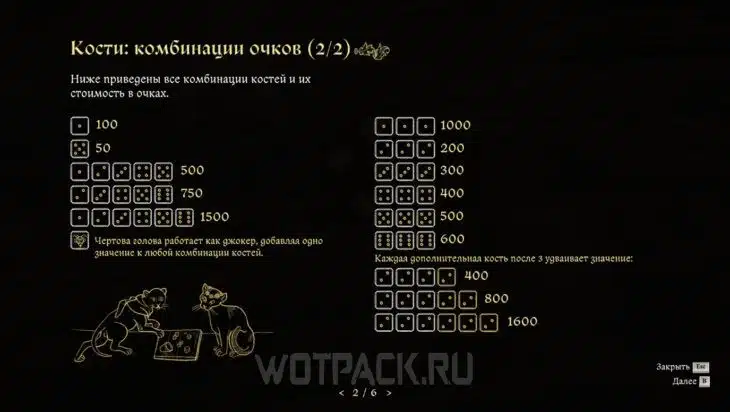 Кости: комбинации очков (2/2)
Ниже приведены все комбинации костей и их
стоимость в очках.
100
50
500
750
1500
Чертова голова работает как джокер, добавляя одно
значение к любой комбинации костей.
1000
200
300
400
500
600
Каждая дополнительная кость после 3 удваивает значение:
400
800
1600
WOTPACK.RU
< 2/6 >
Закрыть Esc
Далее B